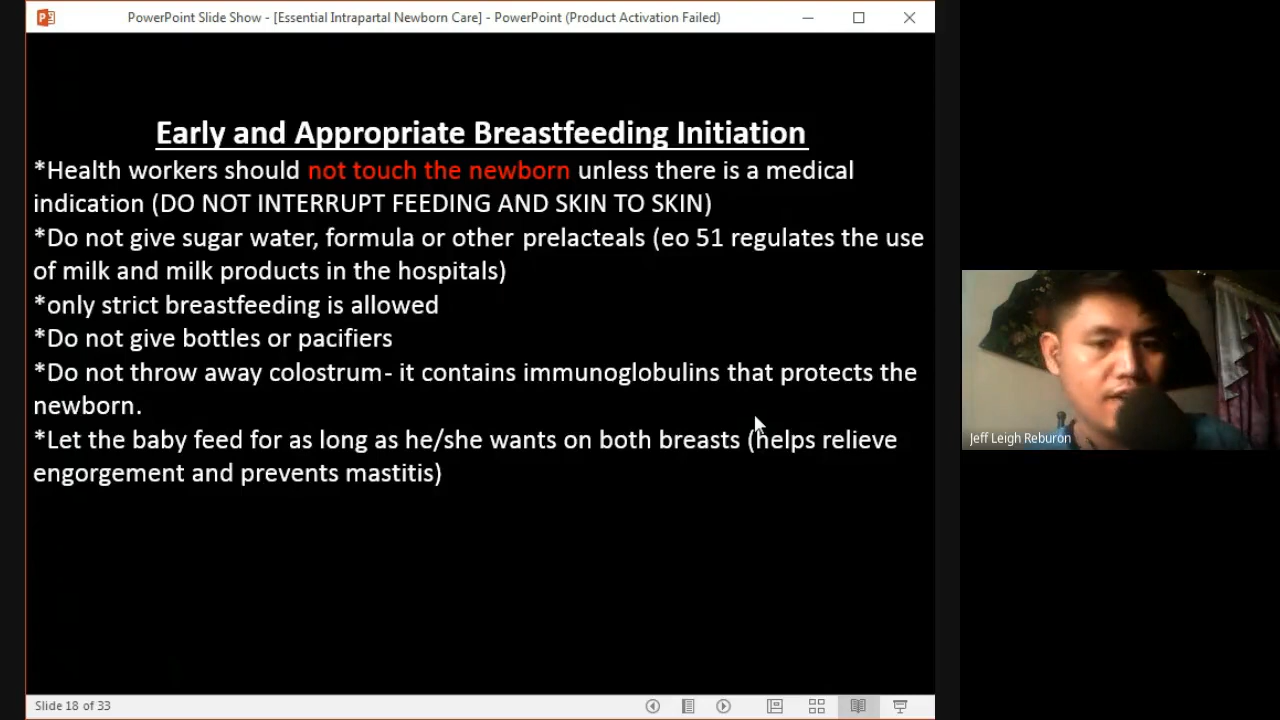 PowerPoint Slide Show - [Essential Intrapartal Newborn Care] - PowerPoint (Product Activation Failed)
Early and Appropriate Breastfeeding Initiation
*Health workers should not touch the newborn unless there is a medical
indication (DO NOT INTERRUPT FEEDING AND SKIN TO SKIN)
*Do not give sugar water, formula or other prelacteals (eo 51 regulates the use
of milk and milk products in the hospitals)
*only strict breastfeeding is allowed
*Do not give bottles or pacifiers
*Do not throw away colostrum- it contains immunoglobulins that protects the
newborn.
*Let the baby feed for as long as he/she wants on both breasts (helps relieve
engorgement and prevents mastitis)
Jeff Leigh Reburon
Slide 18 of 33